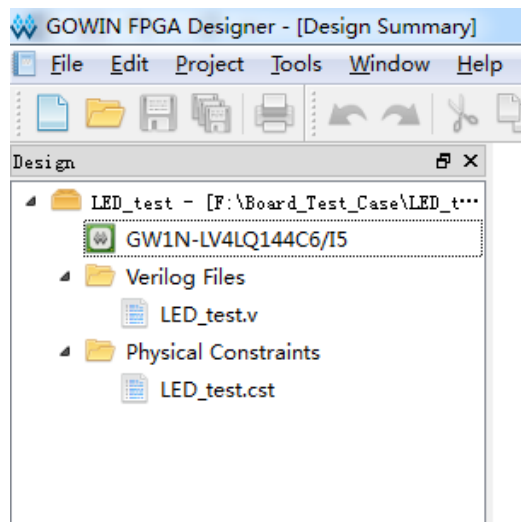 GOWIN FPGA Designer - [Design Summary]
File Edit Project Tools Window Help
Design
LED_test - [F:\Board_Test_Case\LED_t...
GW1N-LV4LQ144C6/I5
Verilog Files
LED_test.v
Physical Constraints
LED_test.cst